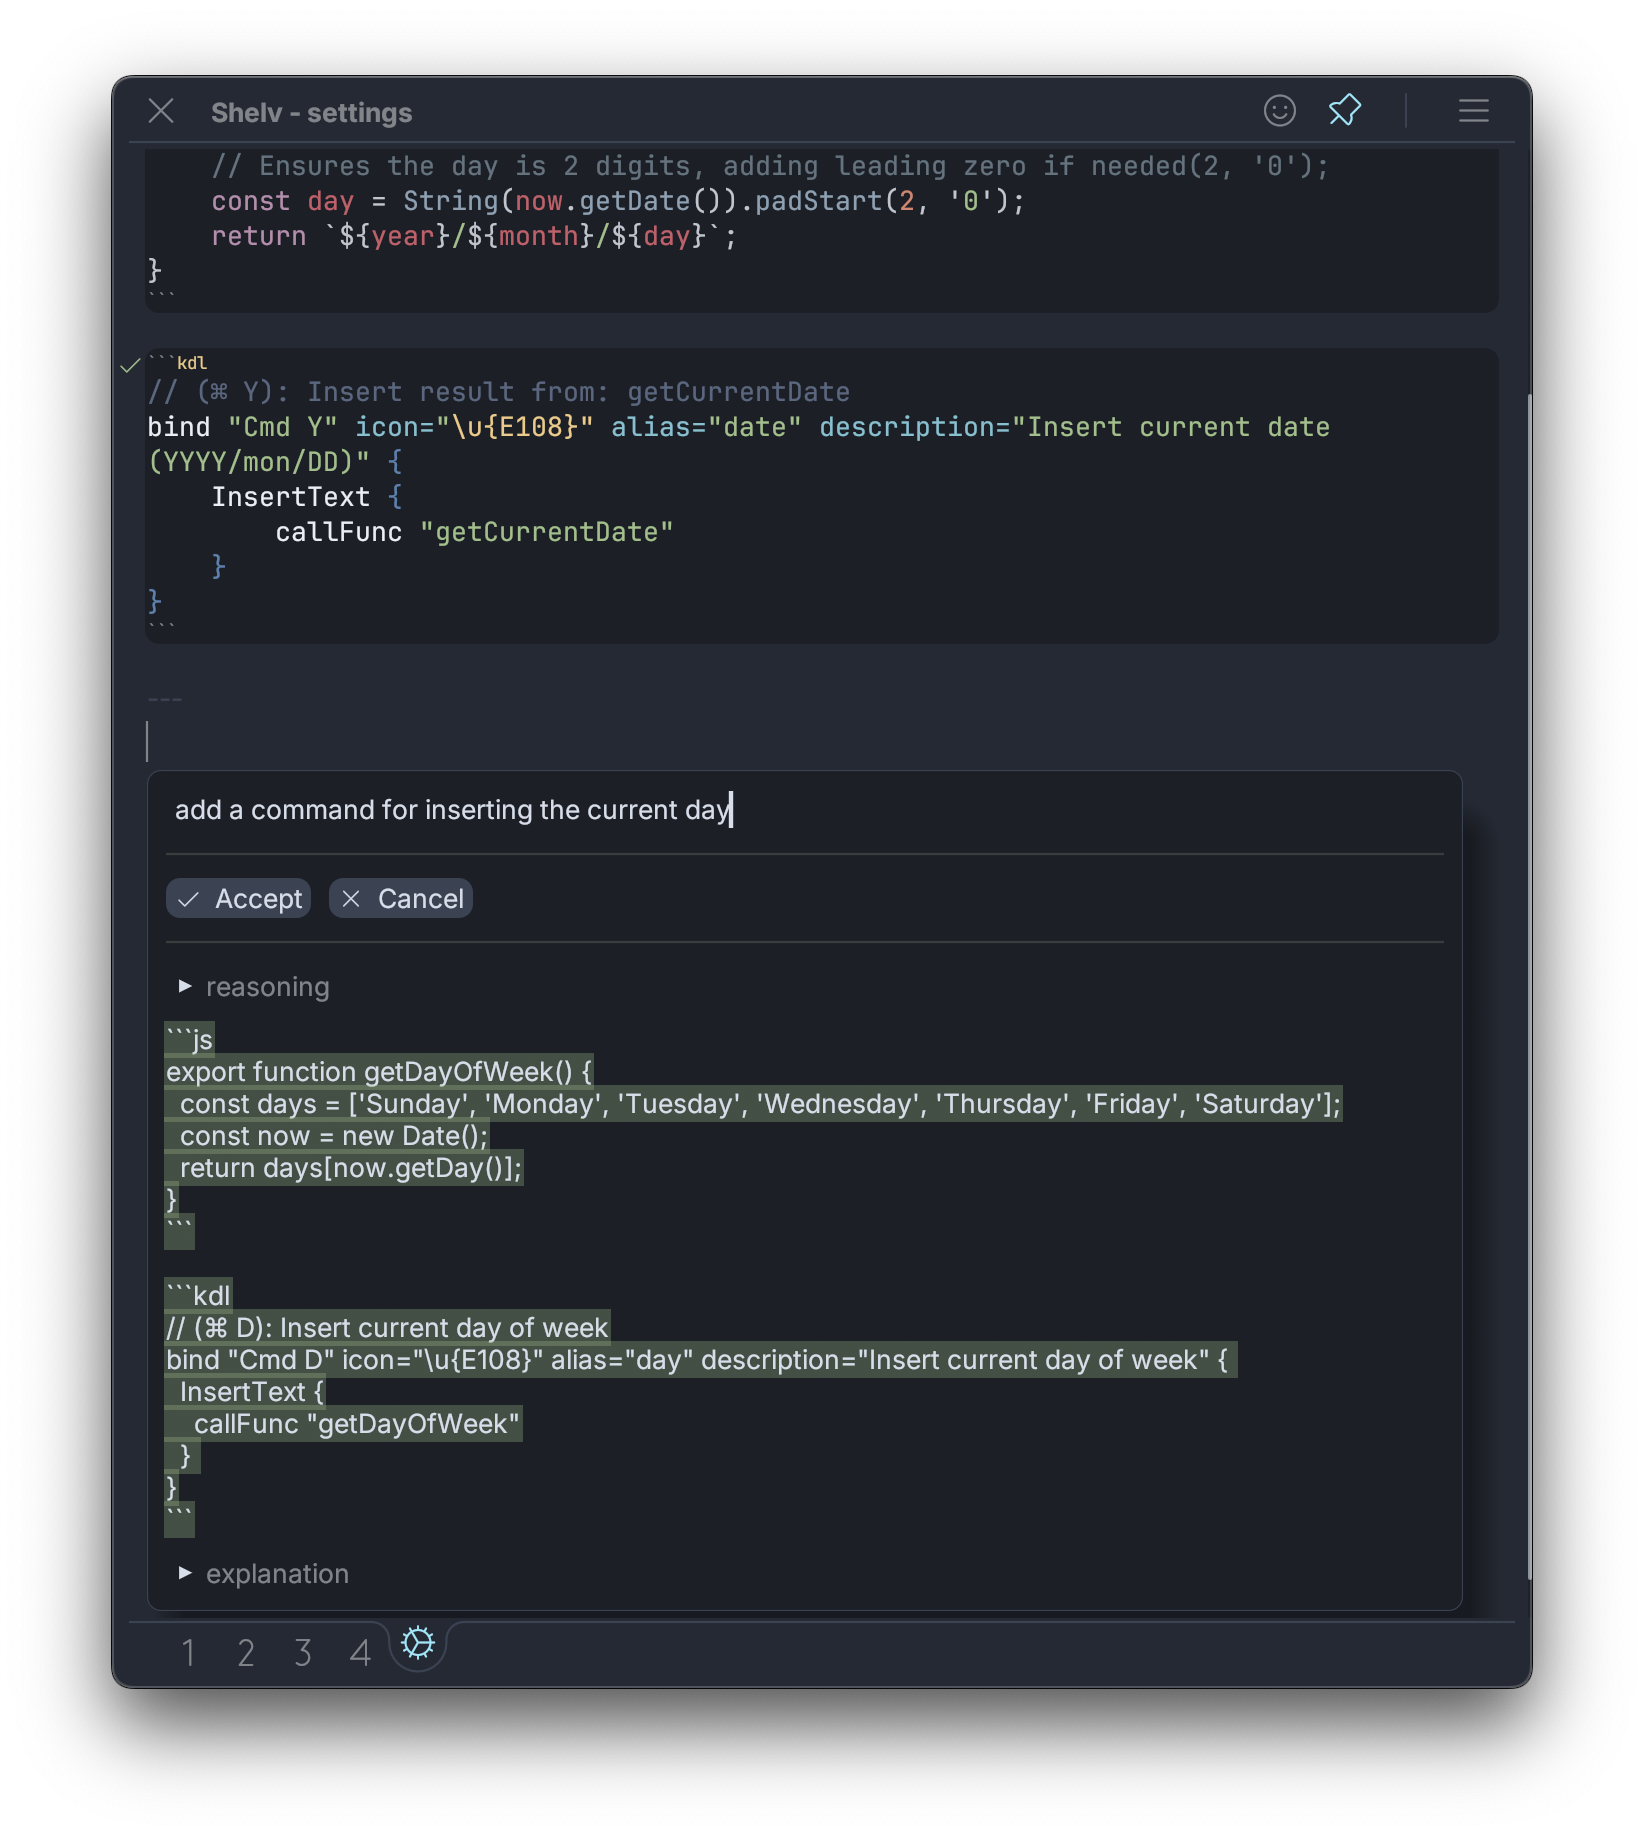 Shelv - settings
    // Ensures the day is 2 digits, adding leading zero if needed(2, '0');
    const day = String(now.getDate()).padStart(2, '0');
    return `${year}/${month}/${day}`;
}
```
```kdl
// (⌘ Y): Insert result from: getCurrentDate
bind "Cmd Y" icon="\u{E108}" alias="date" description="Insert current date
(YYYY/mon/DD)" {
    InsertText {
        callFunc "getCurrentDate"
    }
}
```
---
add a command for inserting the current day
Accept Cancel
reasoning
```js
export function getDayOfWeek() {
  const days = ['Sunday', 'Monday', 'Tuesday', 'Wednesday', 'Thursday', 'Friday', 'Saturday'];
  const now = new Date();
  return days[now.getDay()];
}
```
```kdl
// (⌘ D): Insert current day of week
bind "Cmd D" icon="\u{E108}" alias="day" description="Insert current day of week" {
  InsertText {
    callFunc "getDayOfWeek"
  }
}
```
explanation
1 2 3 4